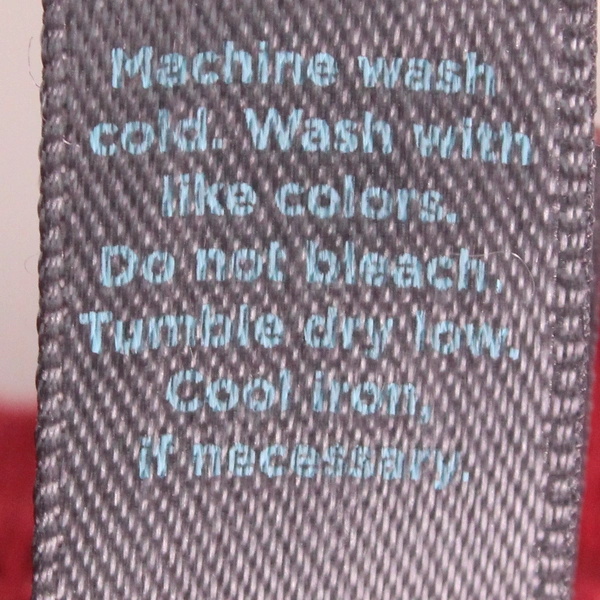 Machine wash
cold. Wash with
like colors.
Do not bleach.
Tumble dry low.
Cool iron,
if necessary.